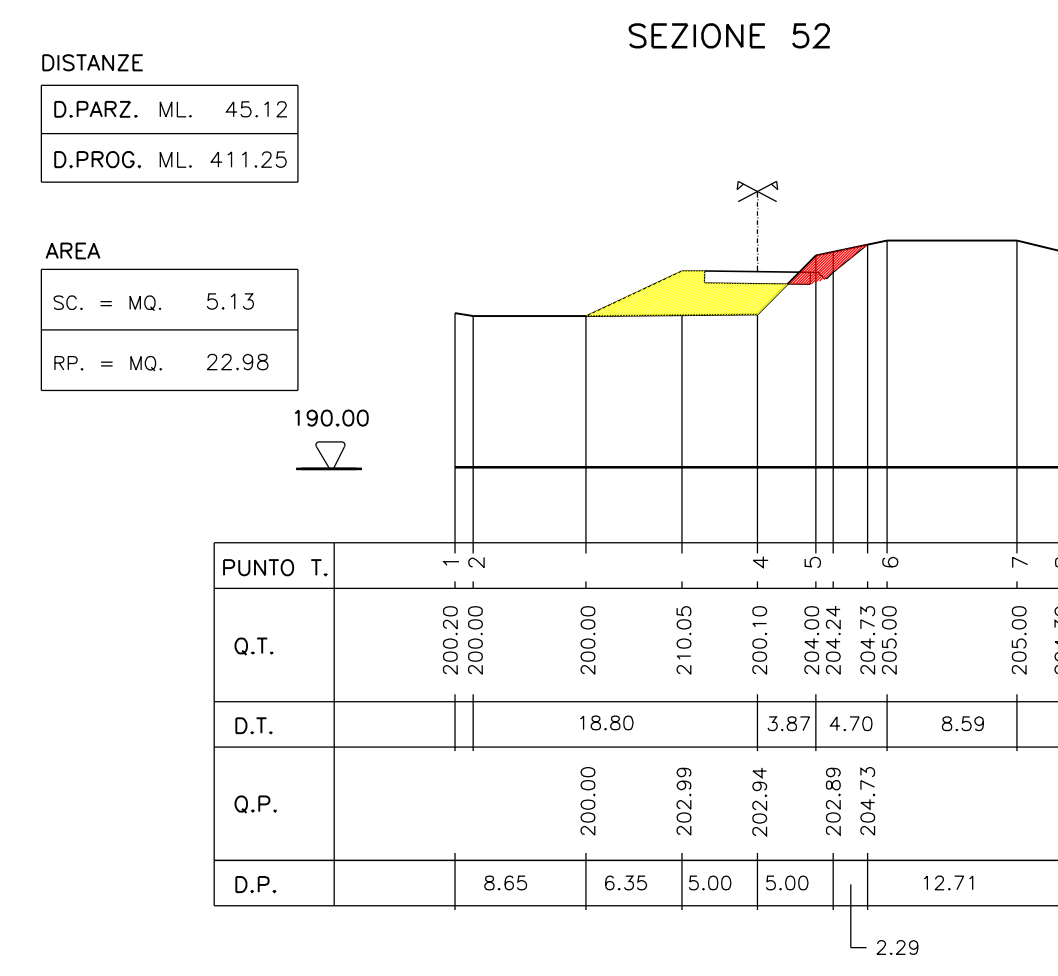 SEZIONE 52
DISTANZE
D.PARZ. ML. 45.12
D.PROG. ML. 411.25
AREA
SC. = MQ. 5.13
RP. = MQ. 22.98
190.00
PUNTO T. 1 2 4 5 6 7
Q.T. 200.20 200.00 200.00 210.05 200.10 204.00 204.24 204.73 205.00 205.00
D.T. 18.80 3.87 4.70 8.59
Q.P. 200.00 202.99 202.94 202.89 204.73
D.P. 8.65 6.35 5.00 5.00 12.71
2.29